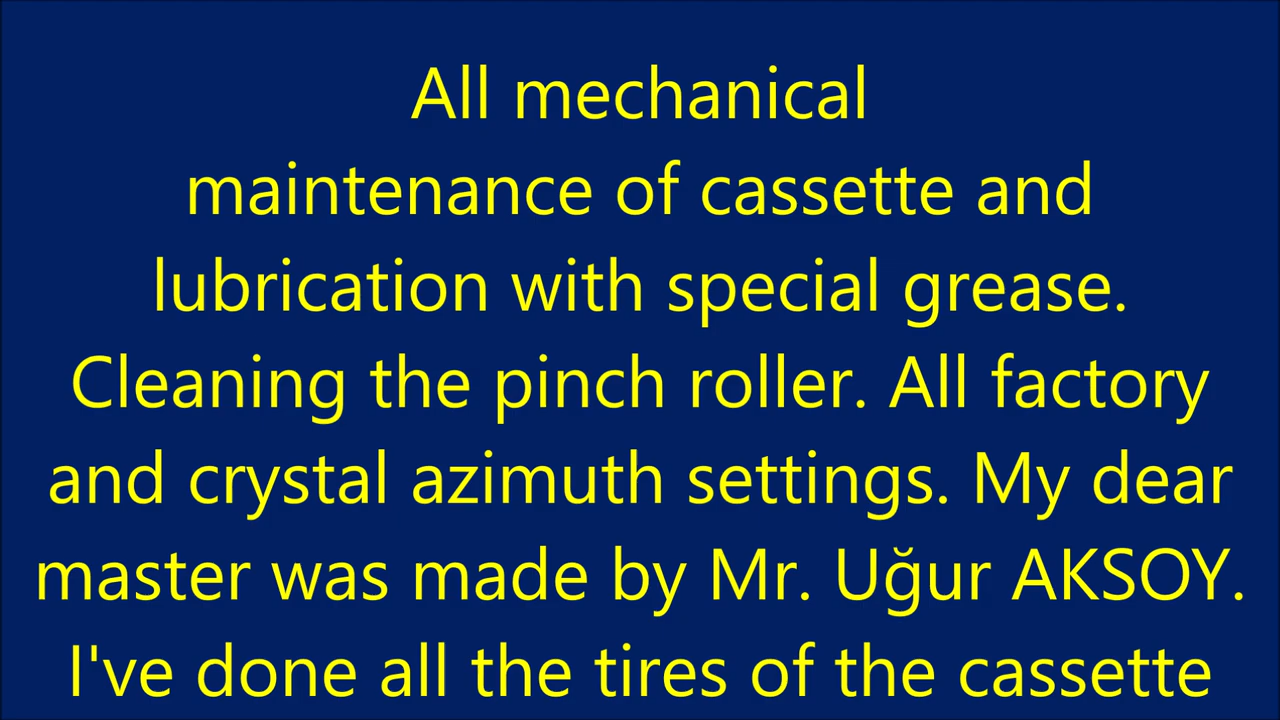 All mechanical
maintenance of cassette and
lubrication with special grease.
Cleaning the pinch roller. All factory
and crystal azimuth settings. My dear
master was made by Mr. Uğur AKSOY.
I've done all the tires of the cassette